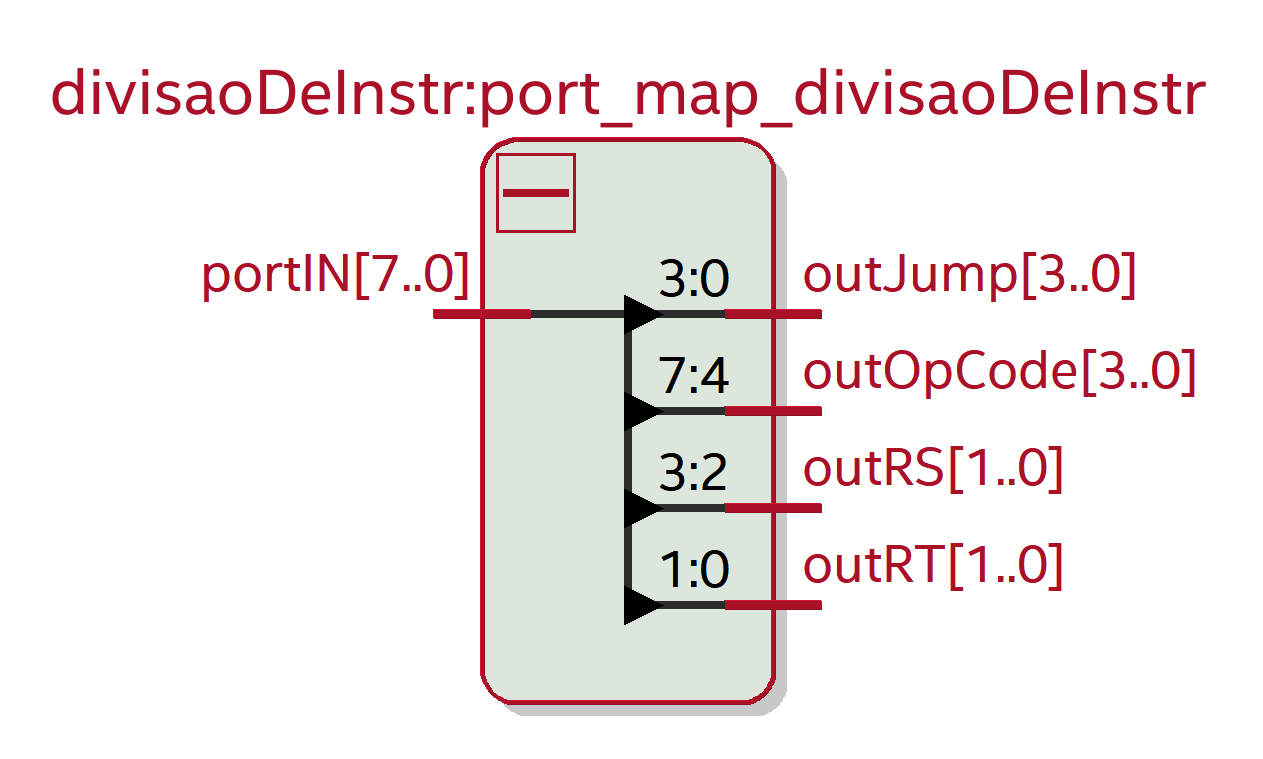 divisaoDeInstr:port_map_divisaoDeInstr
portIN[7..0]
3:0
outJump[3..0]
7:4
outOpCode[3..0]
3:2
outRS[1..0]
1:0
outRT[1..0]